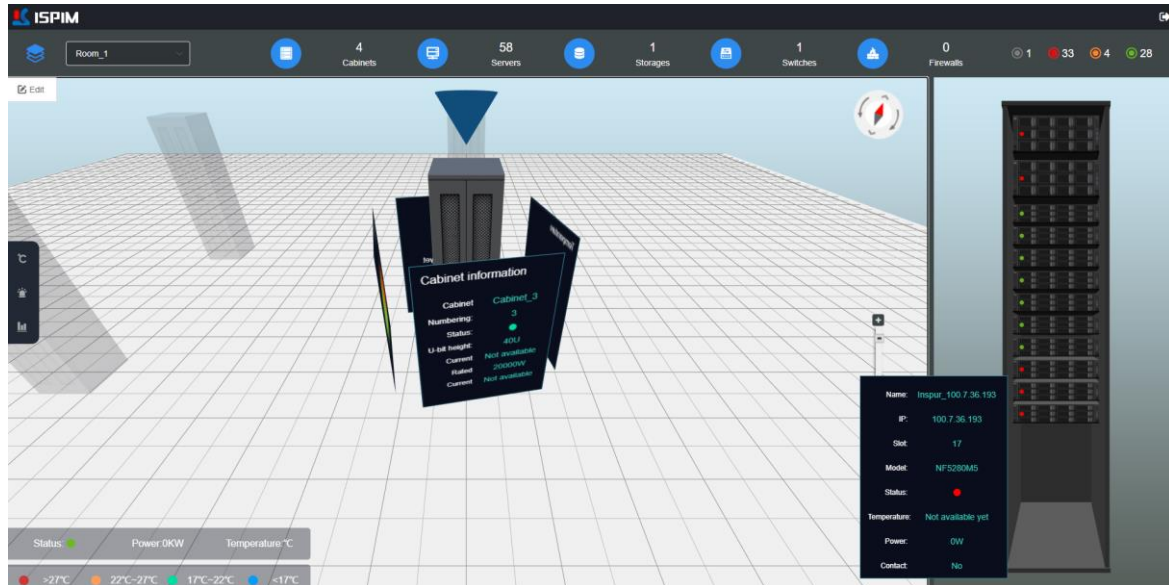 ISPIM
Room_1
4
Cabinets
58
Servers
1
Storages
1
Switches
0
Firewalls
1
33
4
28
Edit
°C
Cabinet information
Cabinet Cabinet_3
Numbering: 3
Status:
U-bit height: 40U
Current Not available
Rated 20000W
Current Not available
+
-
Name: Inspur_100.7.36.193
IP: 100.7.36.193
Slot: 17
Model: NF5280M5
Status:
Temperature: Not available yet
Power: 0W
Contact: No
Status: Power:0KW Temperature:°C
>27°C 22°C~27°C 17°C~22°C <17°C